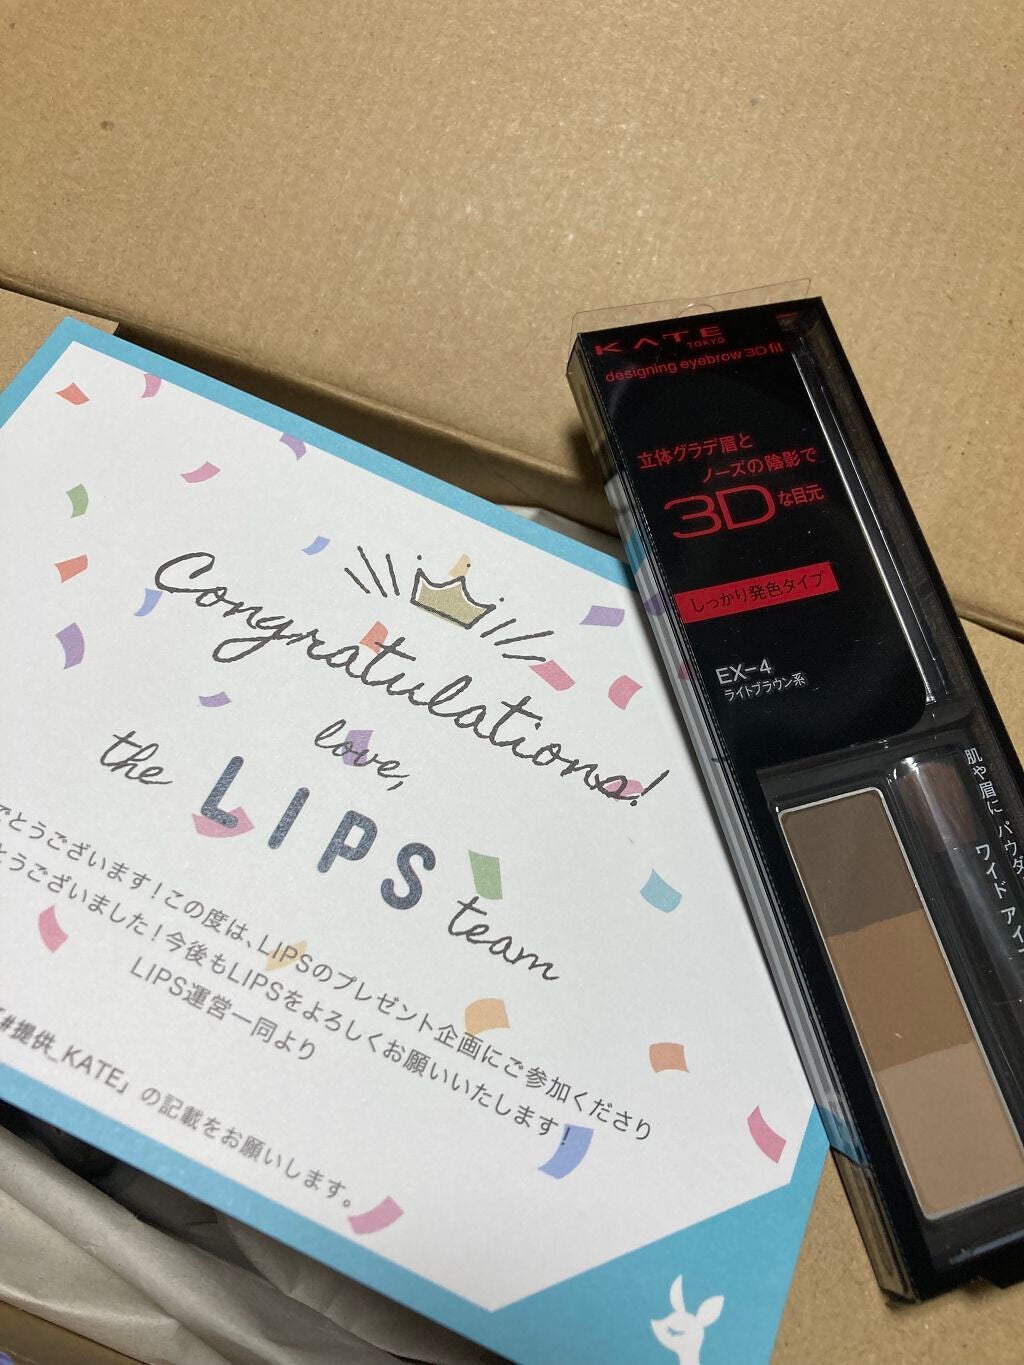 Congratulations!
love,
the LIPS team
でとうございます！この度は、LIPSのプレゼント企画にご参加くださり
とうございました！今後もLIPSをよろしくお願いいたします！
LIPS運営一同より
「#提供_KATE」の記載をお願いします。
KATE
TOKYO
designing eyebrow 3D fit
立体グラデ眉と
ノーズの陰影で
3Dな目元
しっかり発色タイプ
EX-4
ライトブラウン系
肌や眉に パウダ
ワイド アイ